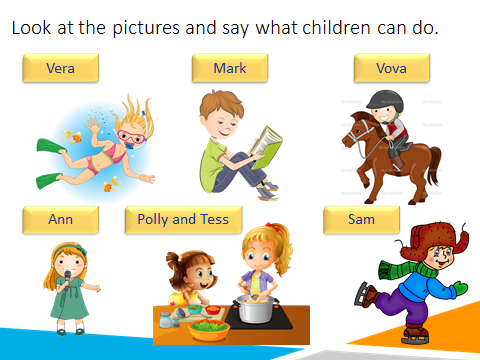 Look at the pictures and say what children can do.
Vera
Mark
Vova
Ann
Polly and Tess
Sam